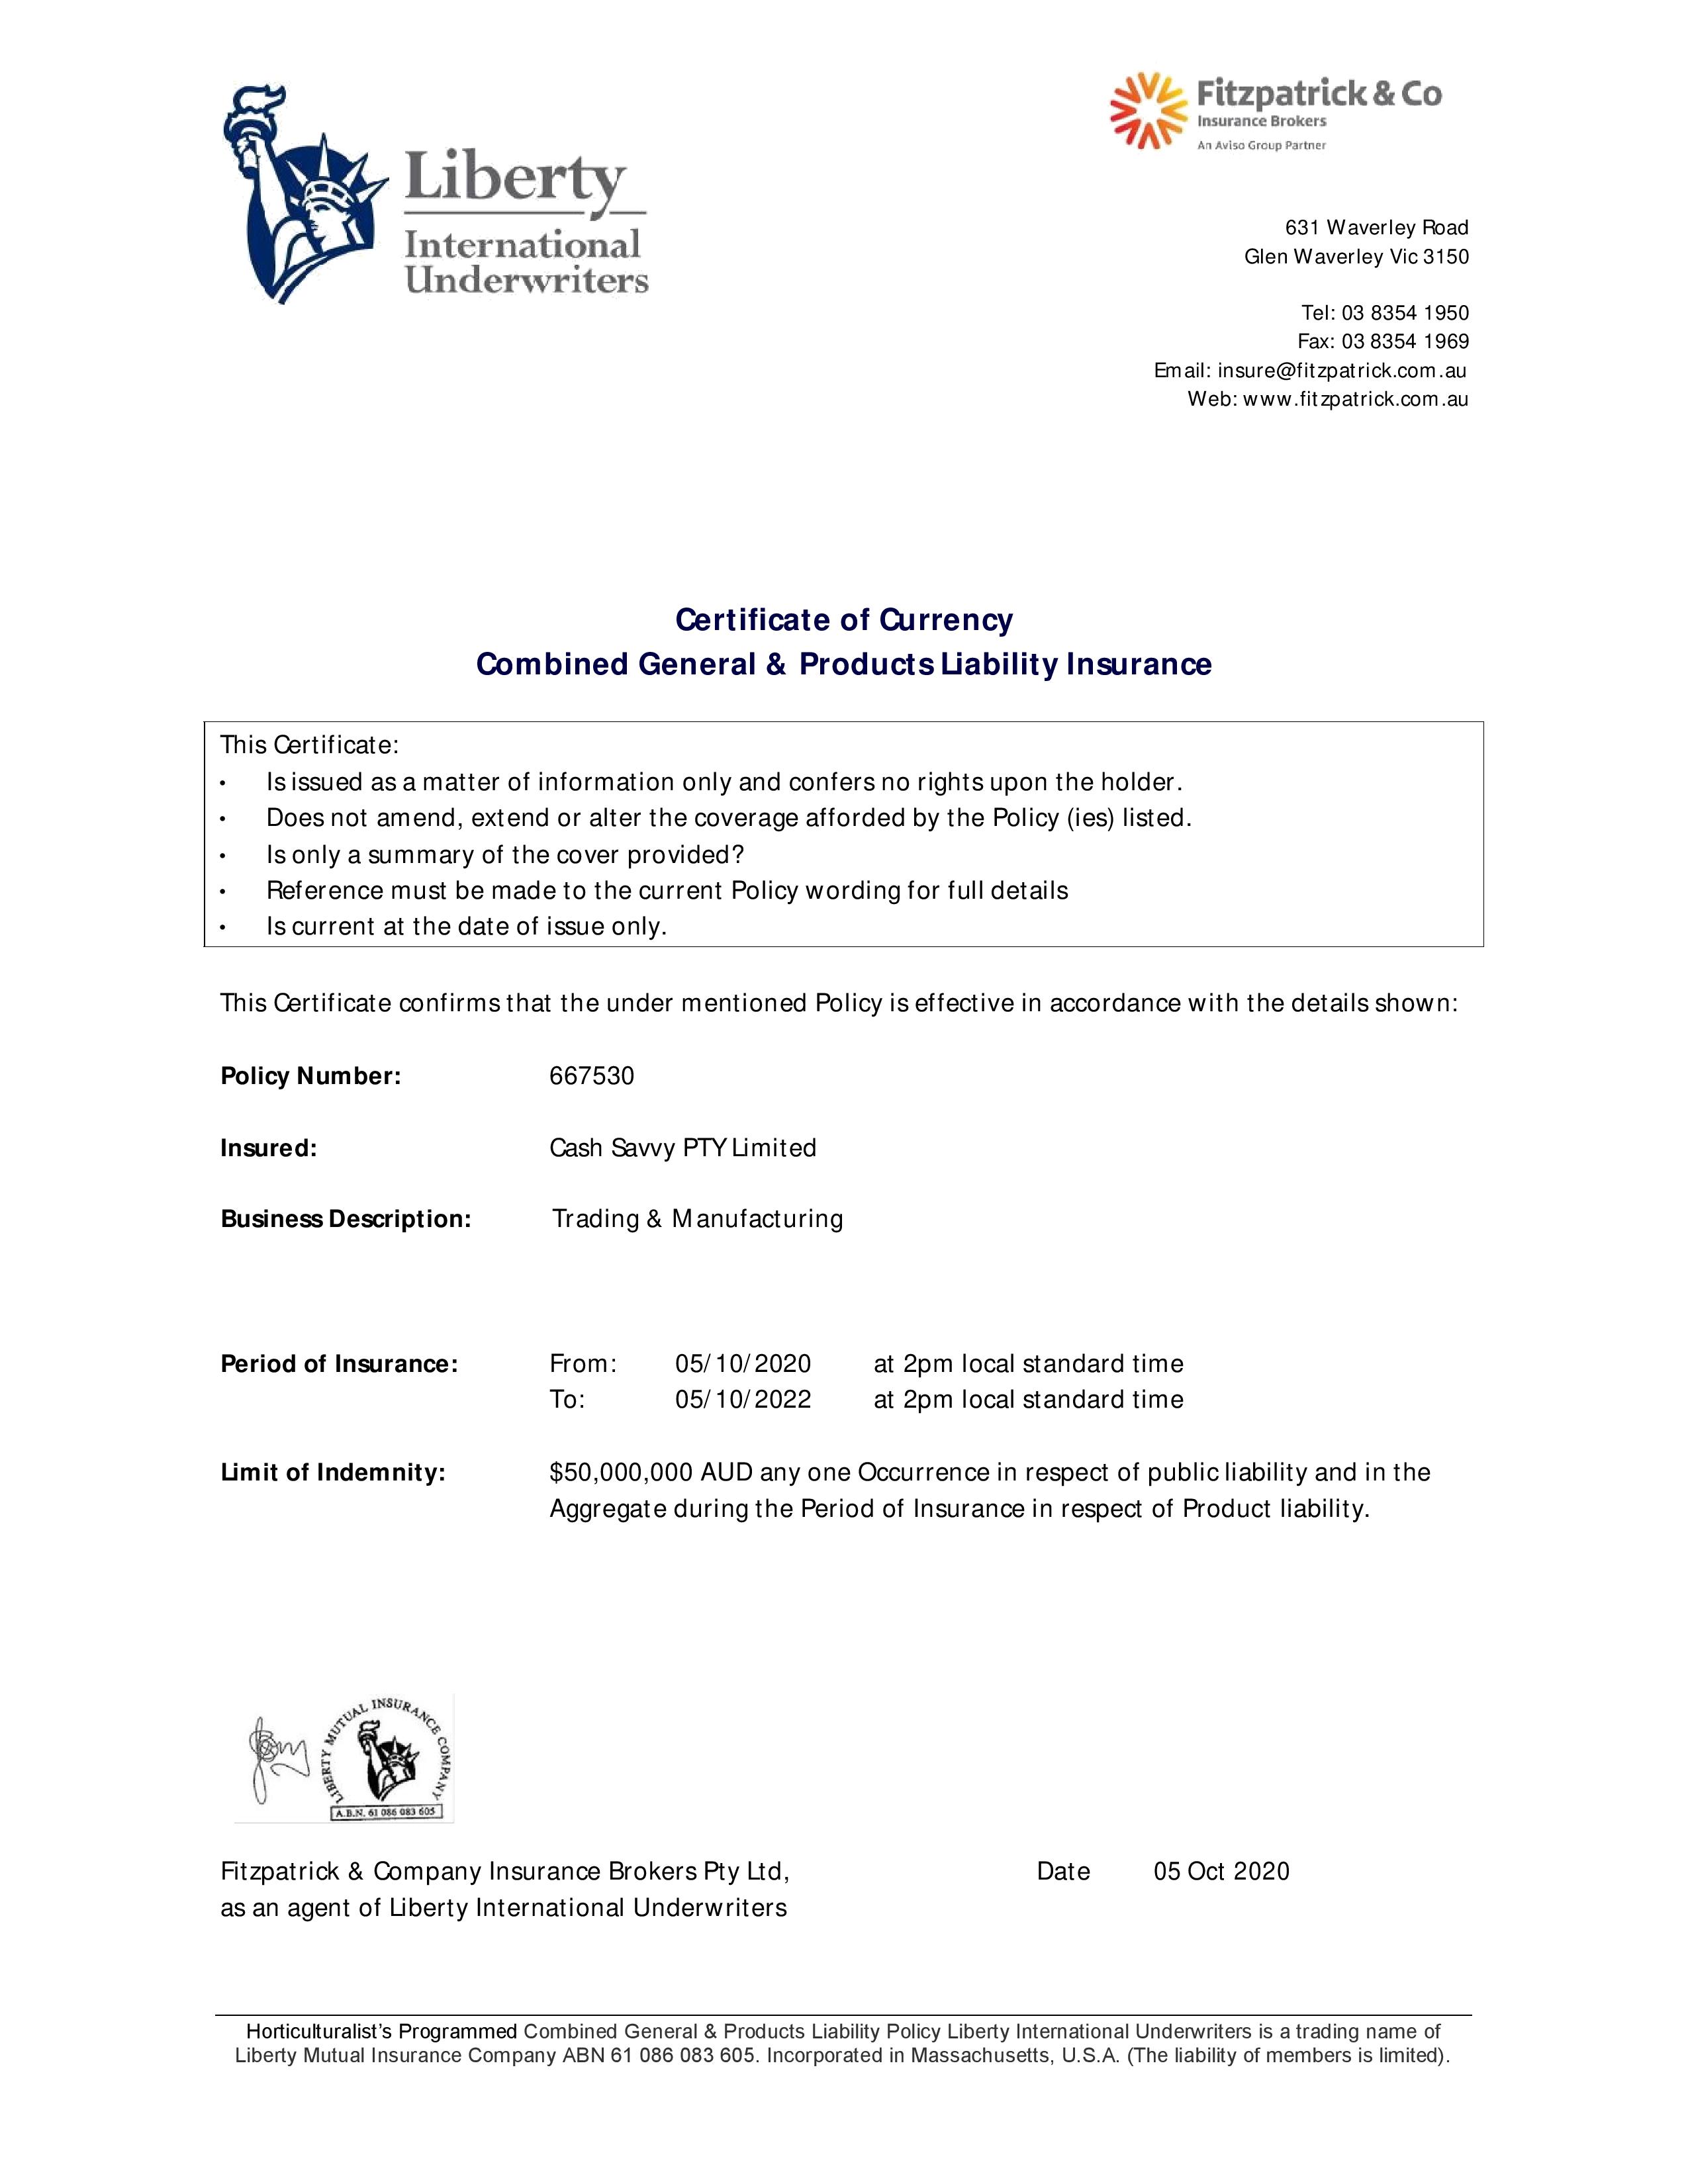 Liberty
International
Underwriters
Fitzpatrick & Co
Insurance Brokers
An Aviso Group Partner
631 Waverley Road
Glen Waverley Vic 3150
Tel: 03 8354 1950
Fax: 03 8354 1969
Email: insure@fitzpatrick.com.au
Web: www.fitzpatrick.com.au
Certificate of Currency
Combined General & Products Liability Insurance
This Certificate:
• Is issued as a matter of information only and confers no rights upon the holder.
• Does not amend, extend or alter the coverage afforded by the Policy (ies) listed.
• Is only a summary of the cover provided?
• Reference must be made to the current Policy wording for full details
• Is current at the date of issue only.
This Certificate confirms that the under mentioned Policy is effective in accordance with the details shown:
Policy Number: 667530
Insured: Cash Savvy PTY Limited
Business Description: Trading & Manufacturing
Period of Insurance: From: 05/10/2020 at 2pm local standard time
To: 05/10/2022 at 2pm local standard time
Limit of Indemnity: $50,000,000 AUD any one Occurrence in respect of public liability and in the
Aggregate during the Period of Insurance in respect of Product liability.
LIBERTY MUTUAL INSURANCE COMPANY
A.B.N. 61 086 083 605
Fitzpatrick & Company Insurance Brokers Pty Ltd, Date 05 Oct 2020
as an agent of Liberty International Underwriters
Horticulturalist's Programmed Combined General & Products Liability Policy Liberty International Underwriters is a trading name of
Liberty Mutual Insurance Company ABN 61 086 083 605. Incorporated in Massachusetts, U.S.A. (The liability of members is limited).